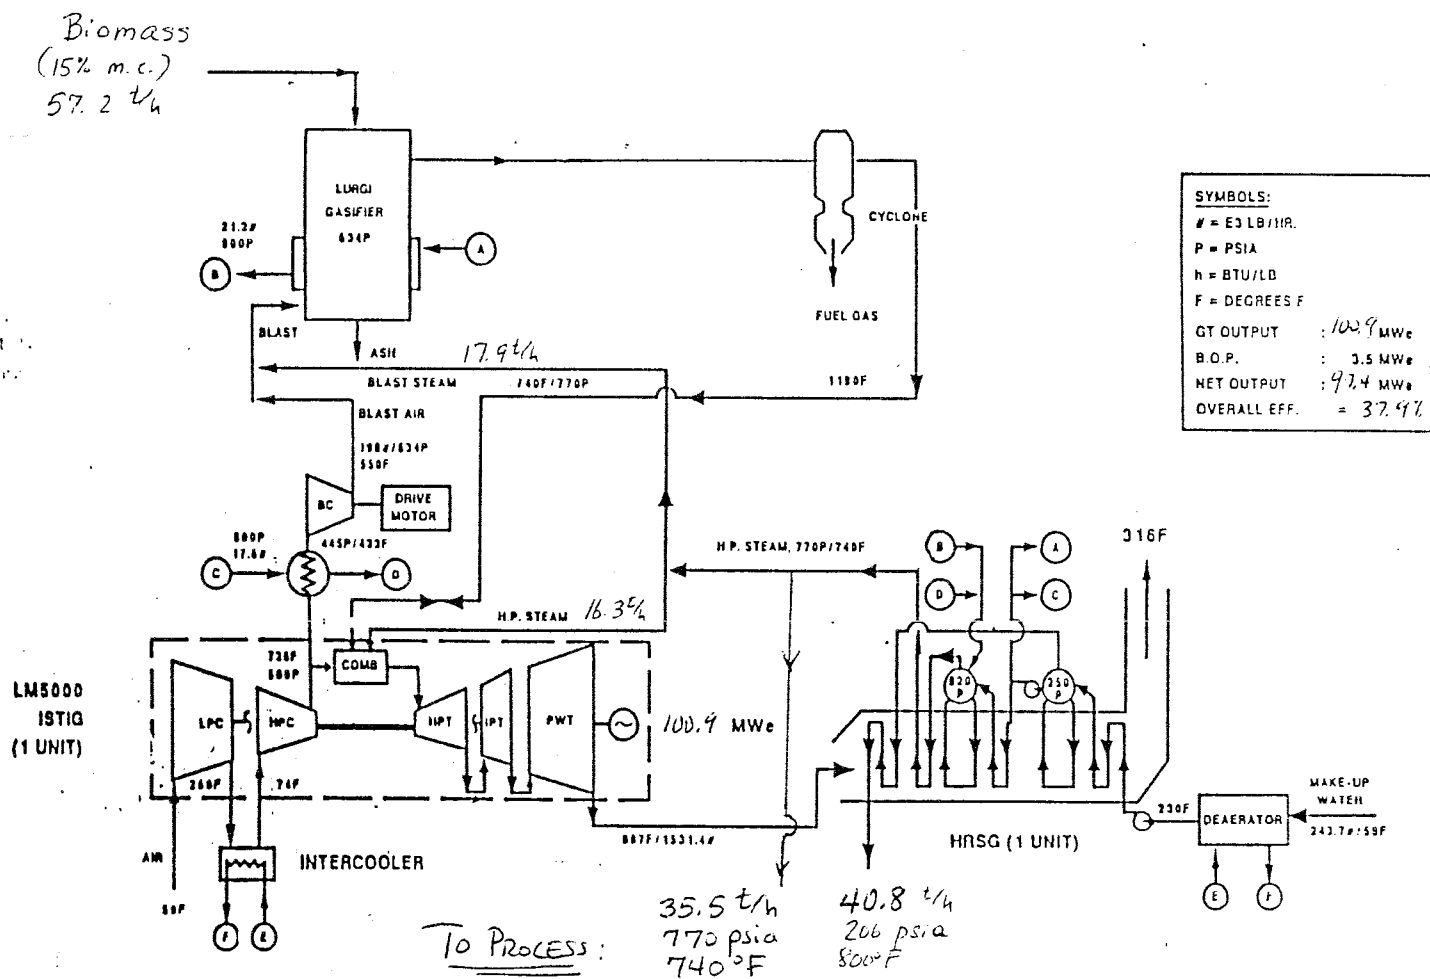 Biomass
(15% m.c.)
57.2 t/h
LURGI
GASIFIER
634P
21.2#
800P
B
A
CYCLONE
FUEL GAS
SYMBOLS:
# = E3 LB/HR.
P = PSIA
h = BTU/LB
F = DEGREES F
GT OUTPUT : 100.9 MWe
B.O.P. : 3.5 MWe
NET OUTPUT : 97.4 MWe
OVERALL EFF. = 37.9%
BLAST
ASH
17.9 t/h
BLAST STEAM
740F/770P
1180F
BLAST AIR
198#/634P
550F
BC
DRIVE
MOTOR
800P
17.6#
445P/433F
C
D
H.P. STEAM, 770P/740F
H.P. STEAM 16.3 t/h
B
A
D
C
316F
820
P
250
P
LM5000
ISTIG
(1 UNIT)
736F
500P
COMB
LPC
HPC
HPT
IPT
PWT
100.9 MWe
260F
74F
AIR
59F
INTERCOOLER
F
E
887F/1531.4#
HRSG (1 UNIT)
230F
DEAERATOR
MAKE-UP
WATER
243.7#/59F
E
F
To PROCESS:
35.5 t/h
770 psia
740°F
40.8 t/h
200 psia
800°F